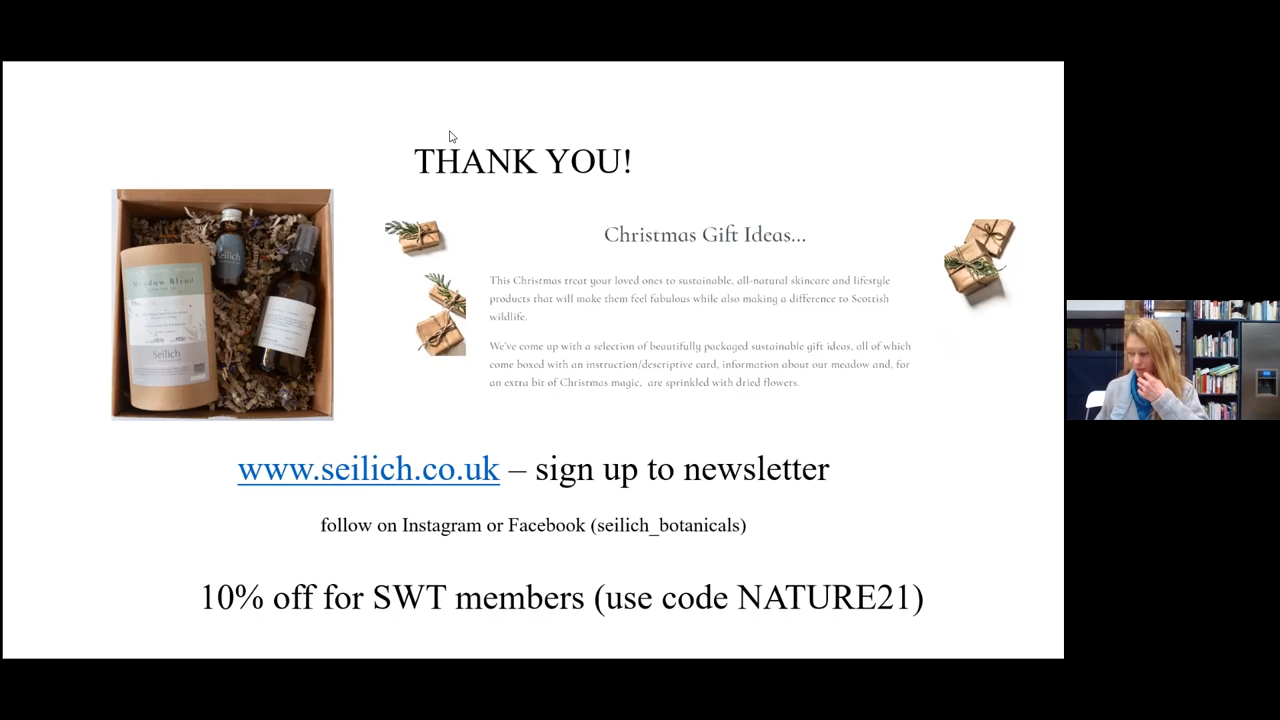 THANK YOU!
Seilich
Meadow Blend
Seilich
Christmas Gift Ideas...
This Christmas treat your loved ones to sustainable, all-natural skincare and lifestyle
products that will make them feel fabulous while also making a difference to Scottish
wildlife.
We've come up with a selection of beautifully packaged sustainable gift ideas, all of which
come boxed with an instruction/descriptive card, information about our meadow and, for
an extra bit of Christmas magic, are sprinkled with dried flowers.
www.seilich.co.uk – sign up to newsletter
follow on Instagram or Facebook (seilich_botanicals)
10% off for SWT members (use code NATURE21)